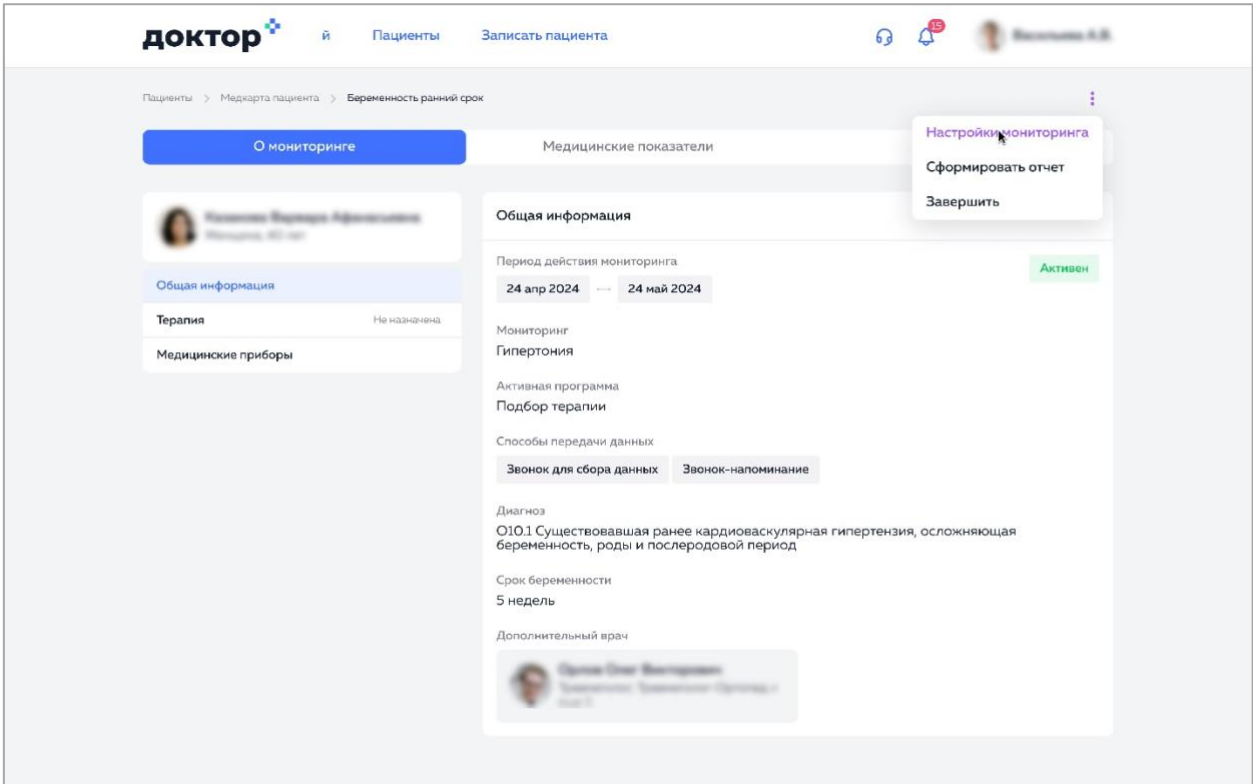 доктор
й
Пациенты
Записать пациента
15
Пациенты > Медкарта пациента > Беременность ранний срок
О мониторинге
Медицинские показатели
Настройки мониторинга
Сформировать отчет
Завершить
Общая информация
Терапия
Не назначена
Медицинские приборы
Общая информация
Период действия мониторинга
Активен
24 апр 2024 — 24 май 2024
Мониторинг
Гипертония
Активная программа
Подбор терапии
Способы передачи данных
Звонок для сбора данных
Звонок-напоминание
Диагноз
О10.1 Существовавшая ранее кардиоваскулярная гипертензия, осложняющая
беременность, роды и послеродовой период
Срок беременности
5 недель
Дополнительный врач